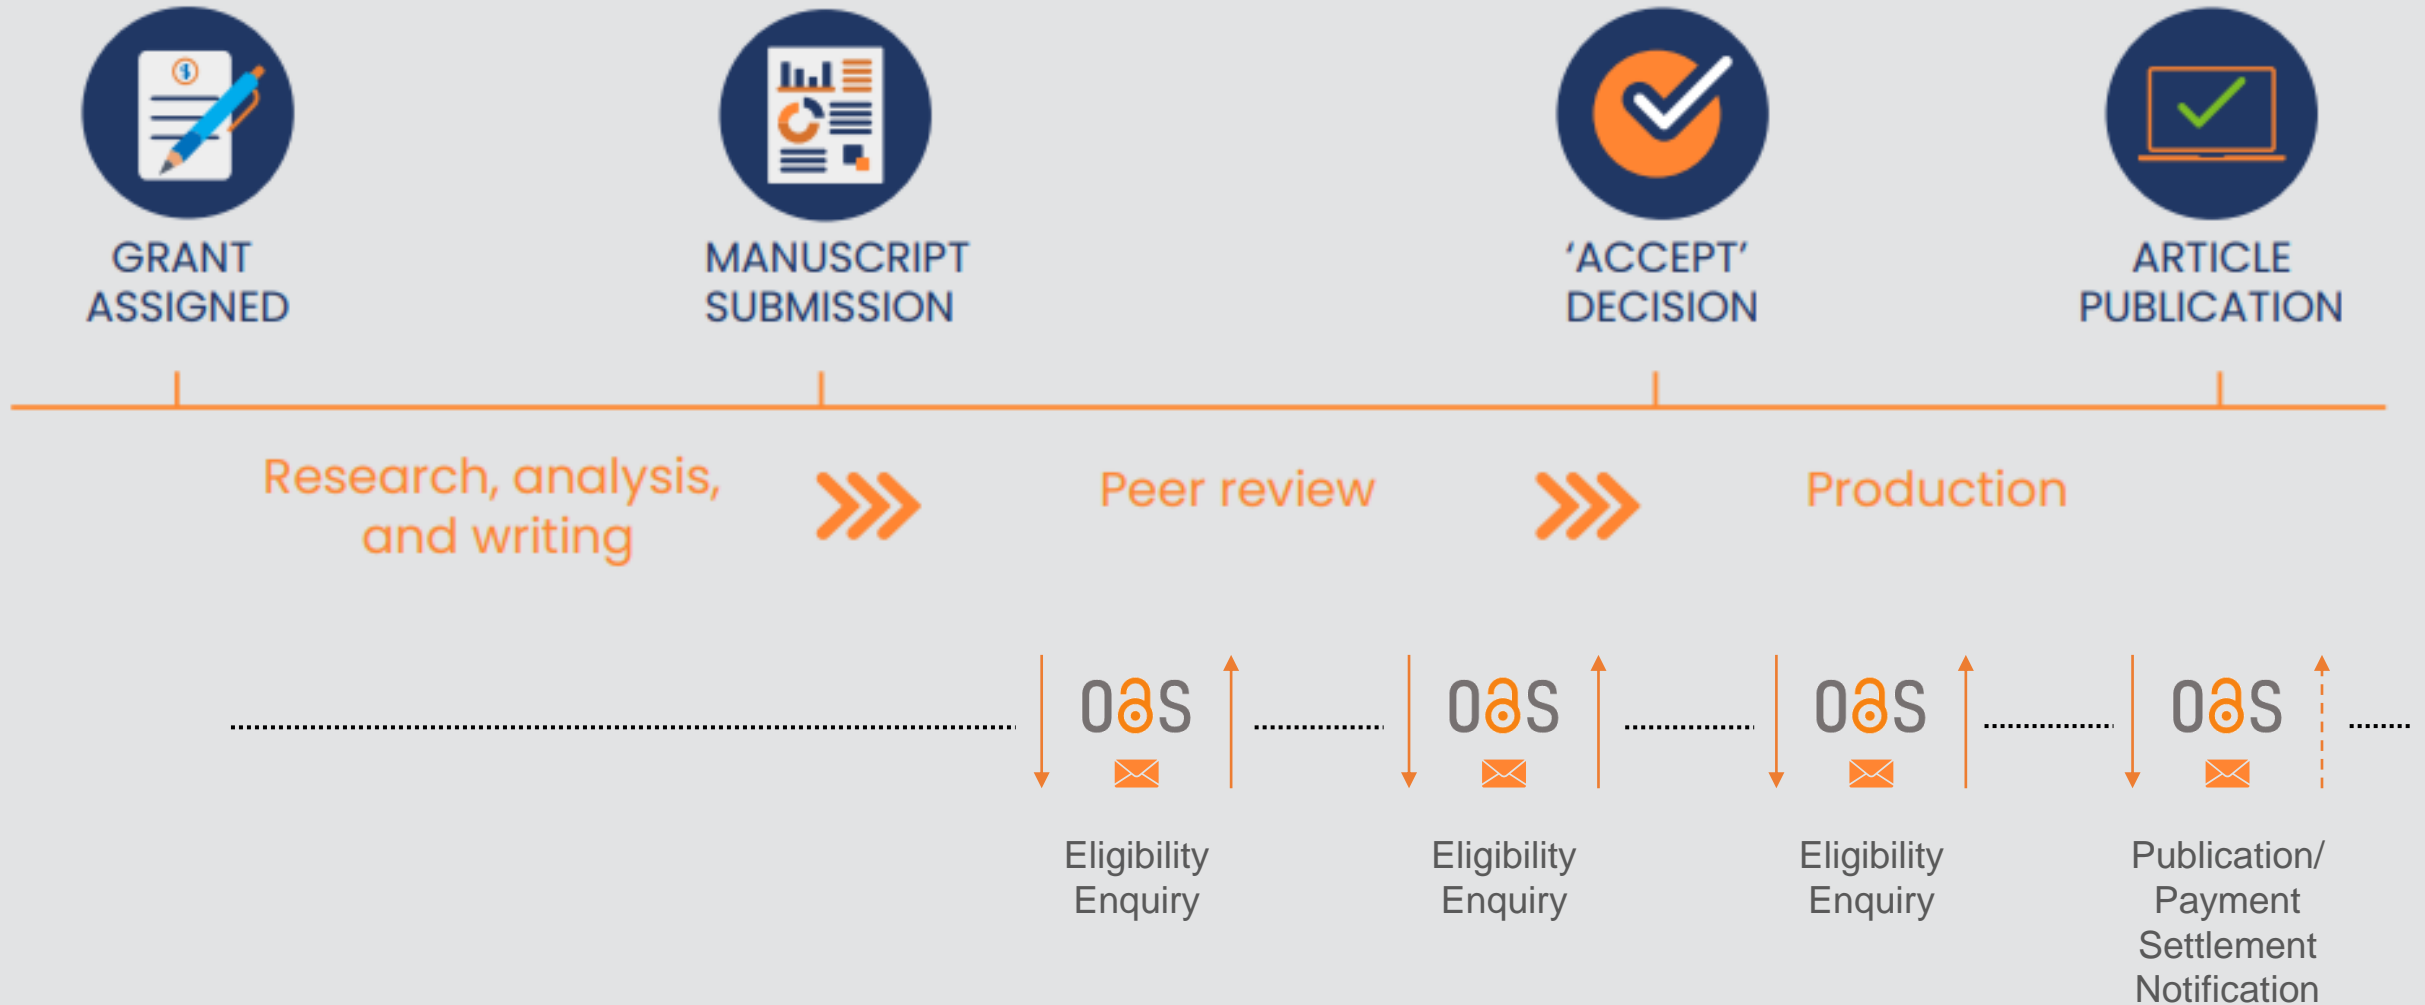 GRANT
ASSIGNED
MANUSCRIPT
SUBMISSION
‘ACCEPT’
DECISION
ARTICLE
PUBLICATION
Research, analysis,
and writing
Peer review
Production
OaS
OaS
OaS
OaS
Eligibility
Enquiry
Eligibility
Enquiry
Eligibility
Enquiry
Publication/
Payment
Settlement
Notification